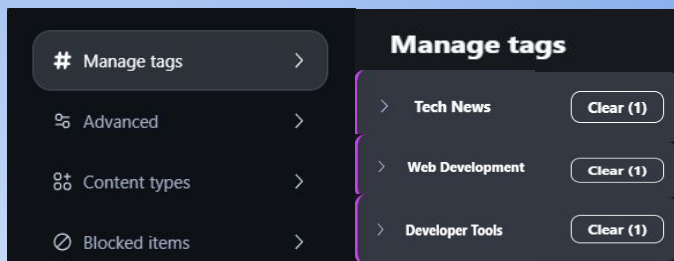 # Manage tags
Advanced
Content types
Blocked items
Manage tags
Tech News
Clear (1)
Web Development
Clear (1)
Developer Tools
Clear (1)